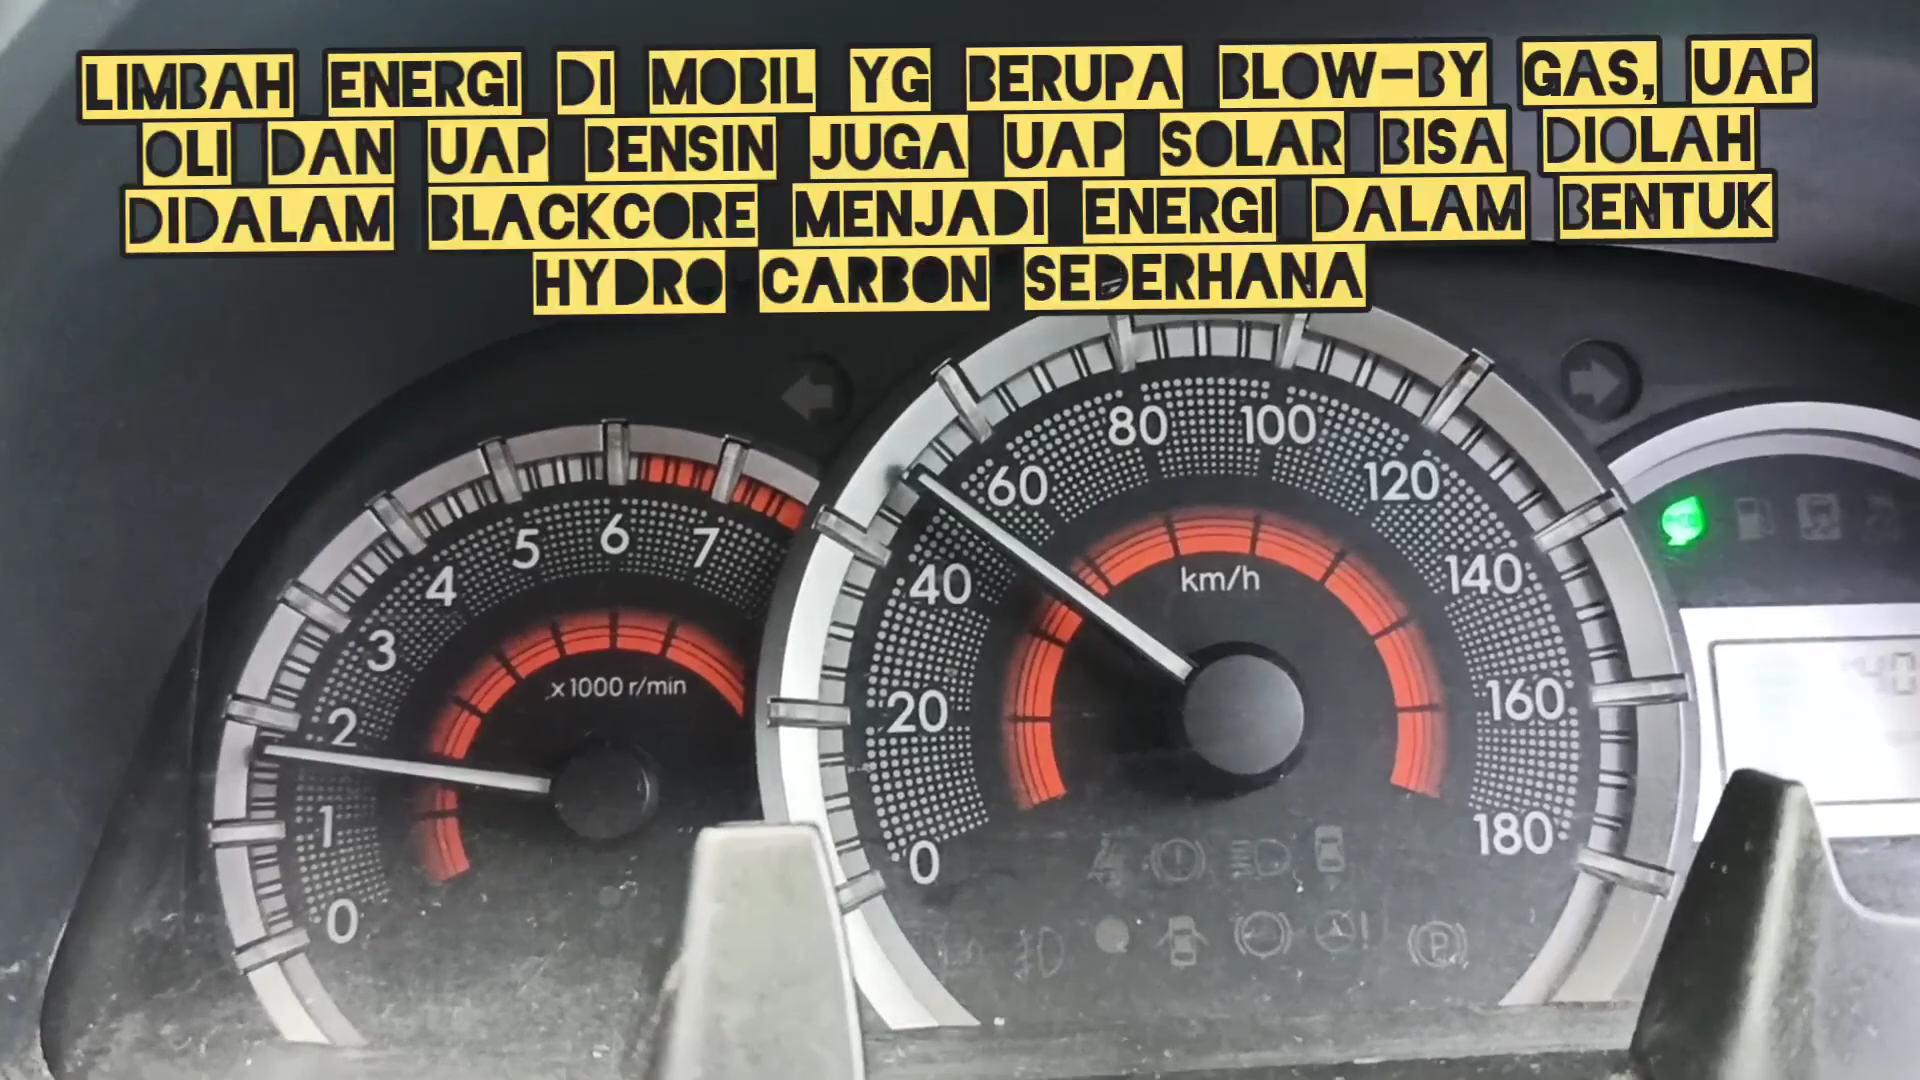 LIMBAH ENERGI DI MOBIL YG BERUPA BLOW-BY GAS, UAP
OLI DAN UAP BENSIN JUGA UAP SOLAR BISA DIOLAH
DIDALAM BLACKCORE MENJADI ENERGI DALAM BENTUK
HYDRO CARBON SEDERHANA
0
1
2
3
4
5
6
7
x1000 r/min
0
20
40
60
80
100
120
140
160
180
km/h
P